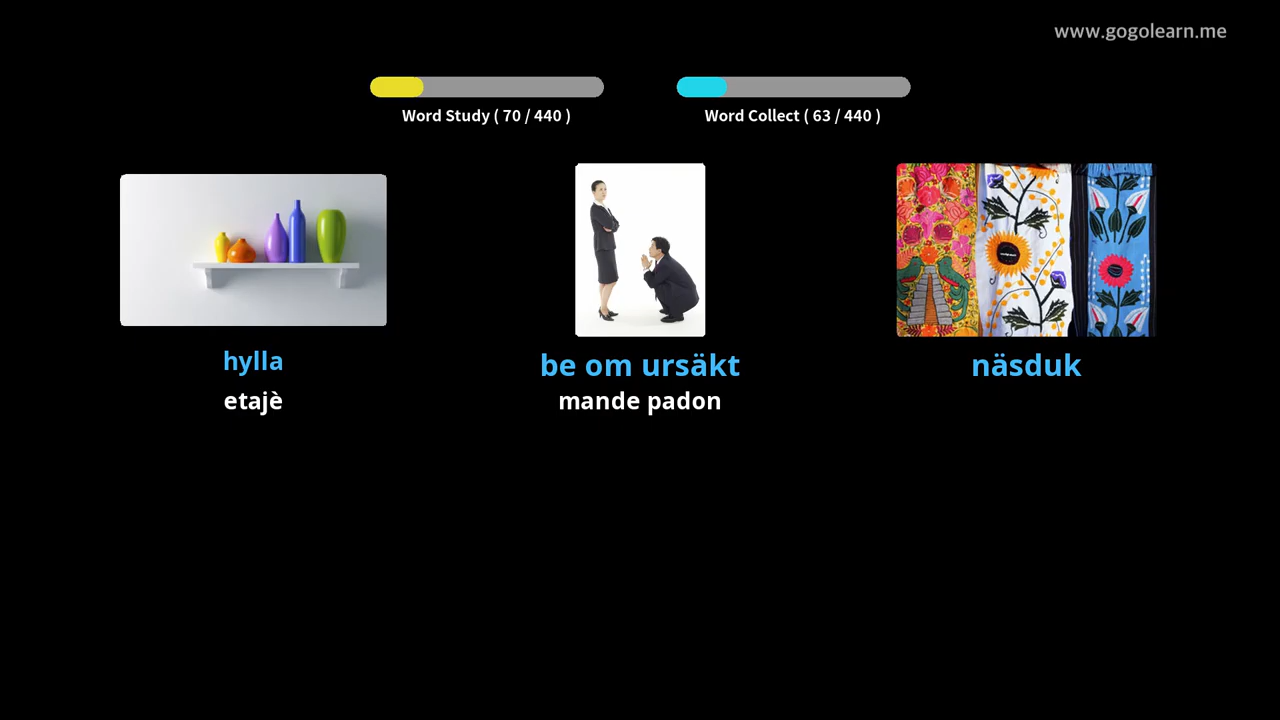 www.gogolearn.me
Word Study ( 70 / 440 )
Word Collect ( 63 / 440 )
hylla
etajè
be om ursäkt
mande padon
näsduk